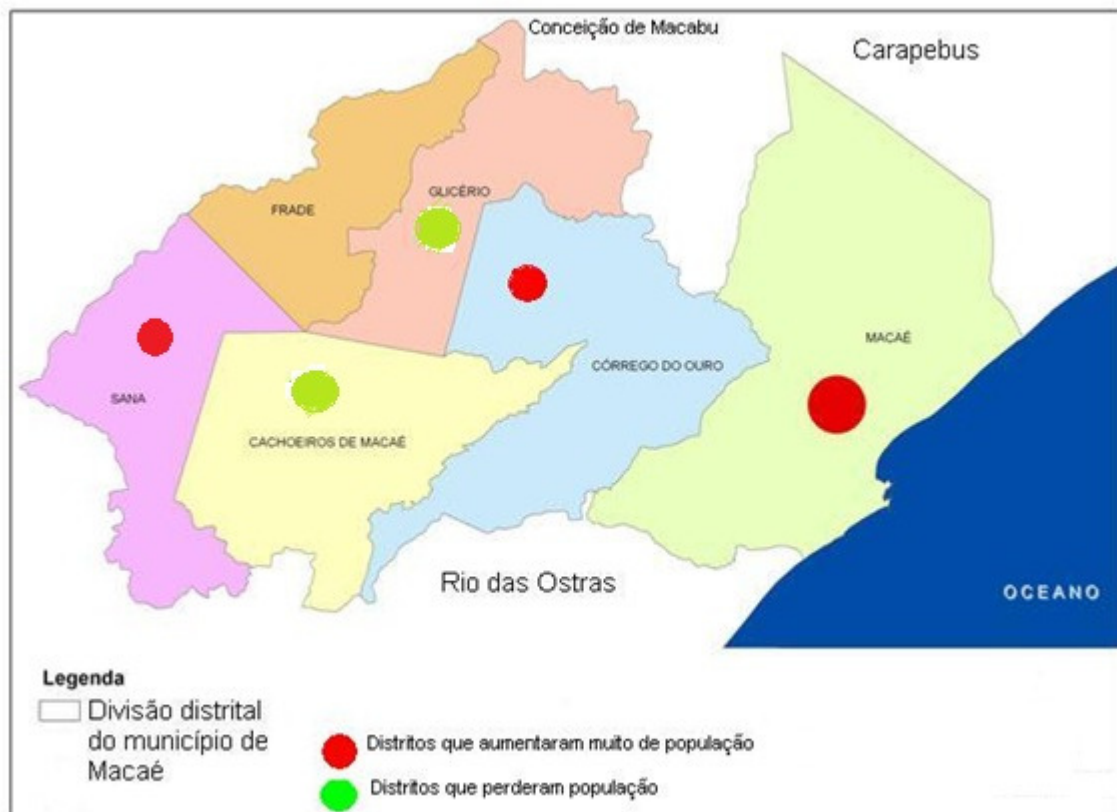 Conceição de Macabu
Carapebus
GLICÉRIO
FRADE
MACAÉ
CÓRREGO DO OURO
SANA
CACHOEIROS DE MACAÉ
Rio das Ostras
OCEANO
Legenda
Divisão distrital
do município de
Macaé
Distritos que aumentaram muito de população
Distritos que perderam população